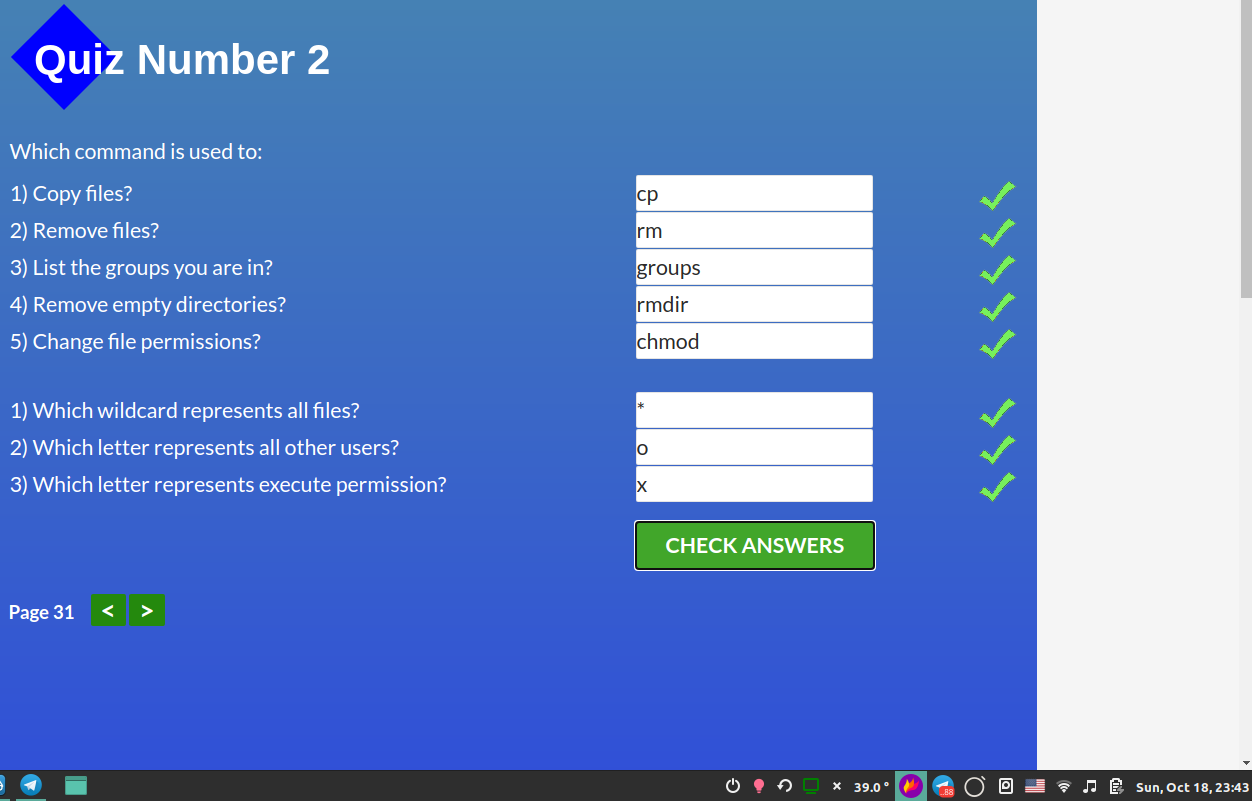 Quiz Number 2
Which command is used to:
1) Copy files? cp
2) Remove files? rm
3) List the groups you are in? groups
4) Remove empty directories? rmdir
5) Change file permissions? chmod
1) Which wildcard represents all files? *
2) Which letter represents all other users? o
3) Which letter represents execute permission? x
CHECK ANSWERS
Page 31 < >
39.0 ° Sun, Oct 18, 23:43